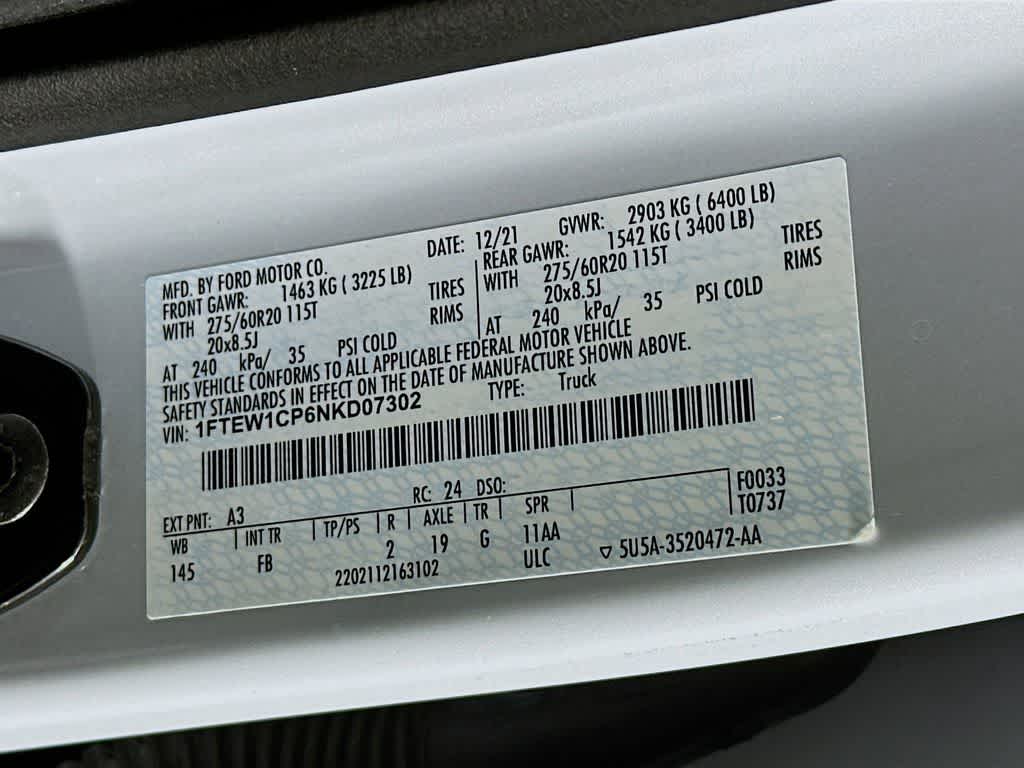 MFD. BY FORD MOTOR CO. DATE: 12/21 GVWR: 2903 KG ( 6400 LB)
FRONT GAWR: 1463 KG ( 3225 LB) REAR GAWR: 1542 KG ( 3400 LB)
WITH 275/60R20 115T TIRES WITH 275/60R20 115T TIRES
20x8.5J RIMS 20x8.5J RIMS
AT 240 kPa/ 35 PSI COLD AT 240 kPa/ 35 PSI COLD
THIS VEHICLE CONFORMS TO ALL APPLICABLE FEDERAL MOTOR VEHICLE
SAFETY STANDARDS IN EFFECT ON THE DATE OF MANUFACTURE SHOWN ABOVE.
VIN: 1FTEW1CP6NKD07302 TYPE: Truck
EXT PNT: A3 RC: 24 DSO: F0033
WB INT TR TP/PS R AXLE TR SPR T0737
145 FB 2 19 G 11AA
2202112163102 ULC 5U5A-3520472-AA